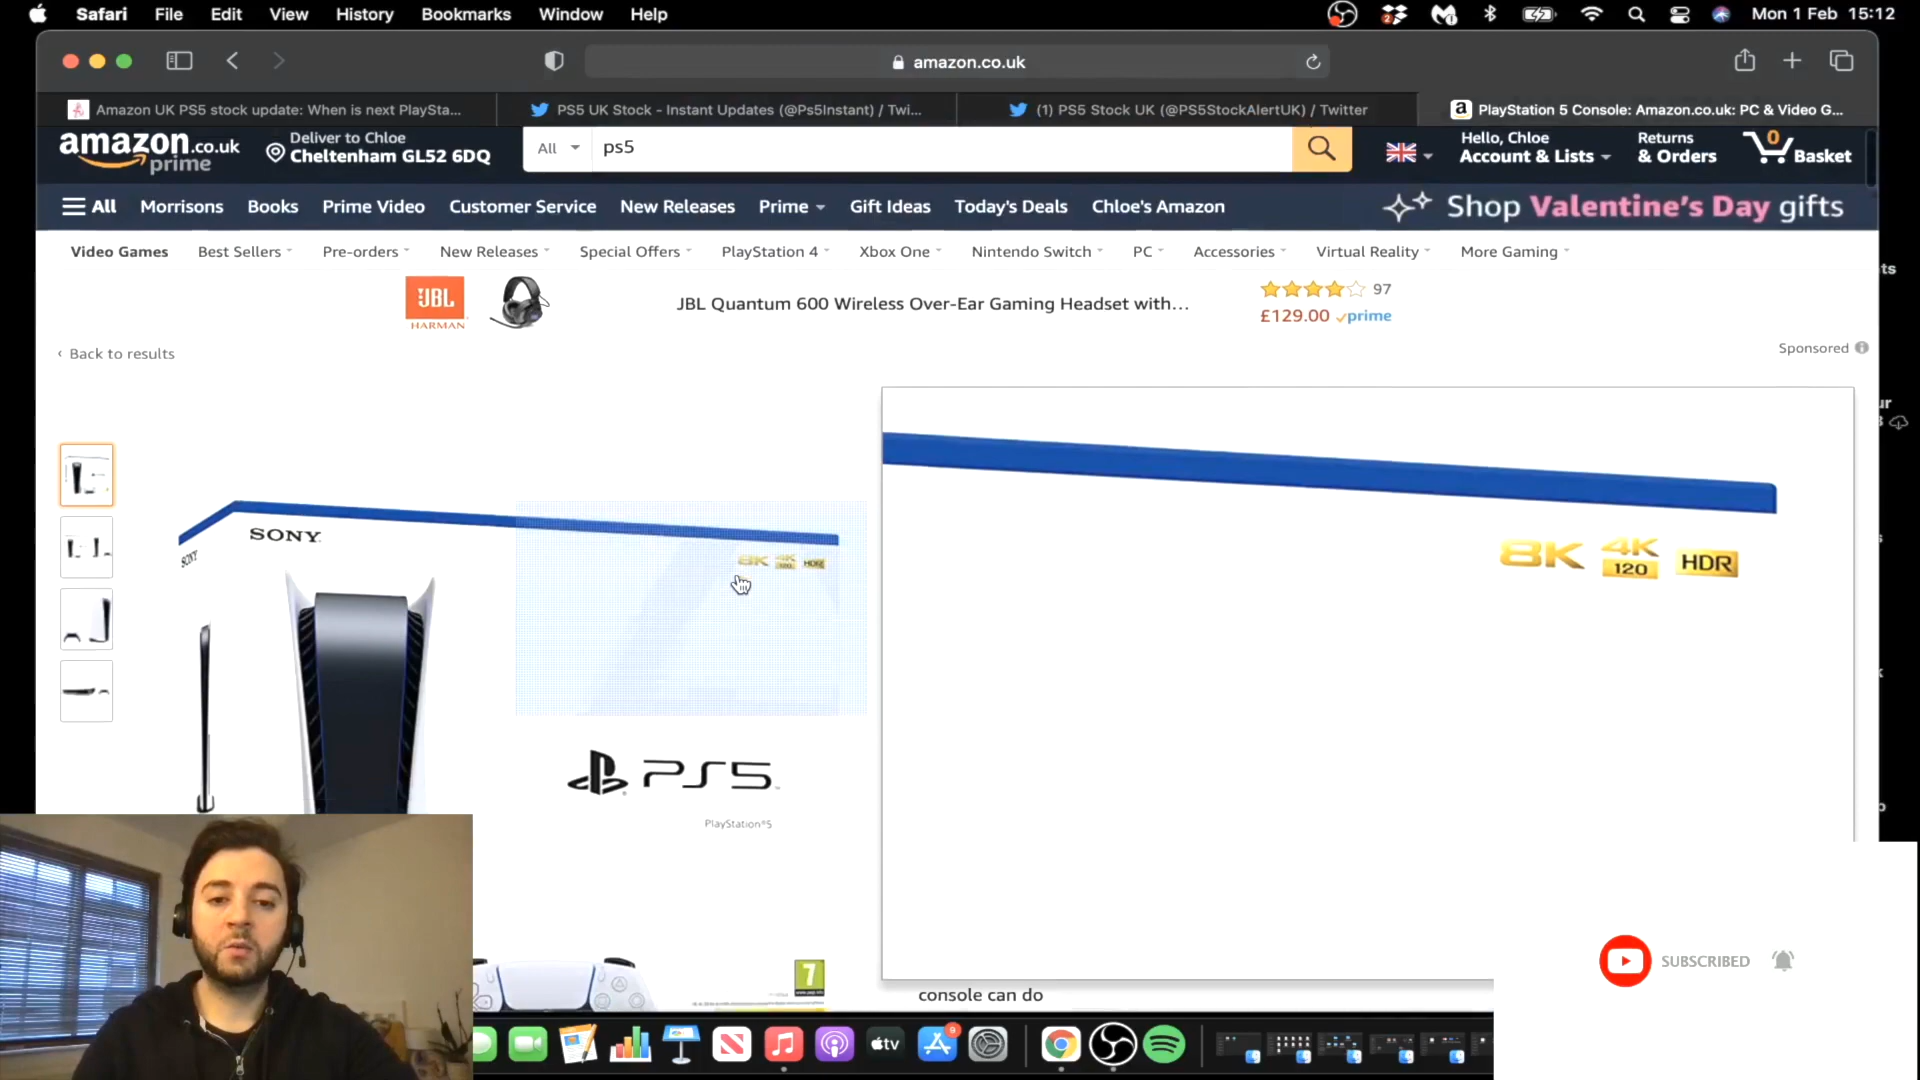 Safari File Edit View History Bookmarks Window Help
Mon 1 Feb 15:12
amazon.co.uk
Amazon UK PS5 stock update: When is next PlaySta...
PS5 UK Stock - Instant Updates (@Ps5Instant) / Twi...
(1) PS5 Stock UK (@PS5StockAlertUK) / Twitter
PlayStation 5 Console: Amazon.co.uk: PC & Video G...
amazon.co.uk
prime
Deliver to Chloe
Cheltenham GL52 6DQ
All
ps5
Hello, Chloe
Account & Lists
Returns
& Orders
0
Basket
All Morrisons Books Prime Video Customer Service New Releases Prime Gift Ideas Today's Deals Chloe's Amazon
Shop Valentine's Day gifts
Video Games Best Sellers Pre-orders New Releases Special Offers PlayStation 4 Xbox One Nintendo Switch PC Accessories Virtual Reality More Gaming
JBL
HARMAN
JBL Quantum 600 Wireless Over-Ear Gaming Headset with...
97
£129.00 prime
Back to results
Sponsored
SONY
SONY
8K 4K 120 HDR
8K 4K 120 HDR
PS5
PlayStation®5
7
console can do
SUBSCRIBED
tv
9